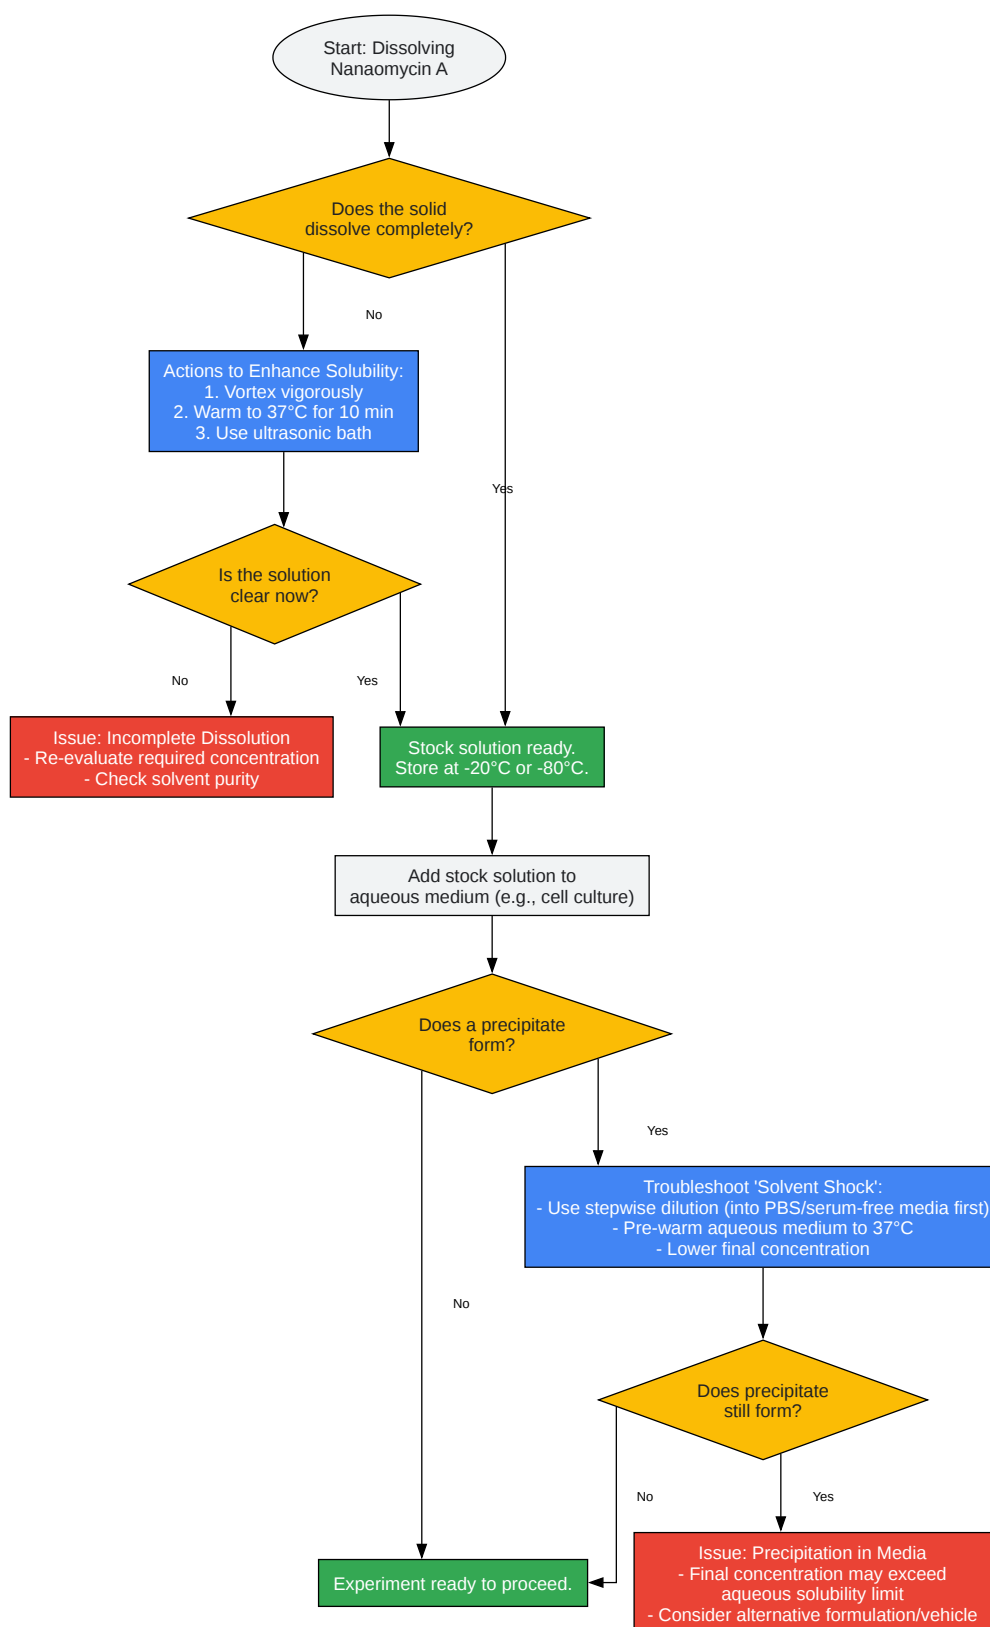 Start: Dissolving
Nanaomycin A
Does the solid
dissolve completely?
No
Actions to Enhance Solubility:
1. Vortex vigorously
2. Warm to 37°C for 10 min
3. Use ultrasonic bath
Yes
Is the solution
clear now?
No
Yes
Issue: Incomplete Dissolution
- Re-evaluate required concentration
- Check solvent purity
Stock solution ready.
Store at -20°C or -80°C.
Add stock solution to
aqueous medium (e.g., cell culture)
Does a precipitate
form?
Yes
Troubleshoot 'Solvent Shock':
- Use stepwise dilution (into PBS/serum-free media first)
- Pre-warm aqueous medium to 37°C
- Lower final concentration
No
Does precipitate
still form?
No
Yes
Issue: Precipitation in Media
- Final concentration may exceed
aqueous solubility limit
- Consider alternative formulation/vehicle
Experiment ready to proceed.